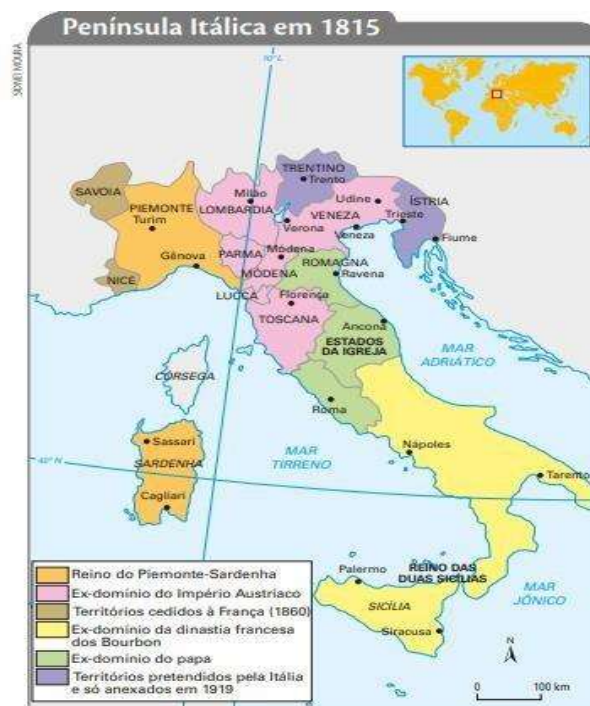 Península Itálica em 1815
SIDNEI MOURA
10° L
TRENTINO
Trento
SAVOIA
Milão
LOMBARDIA
Udine
ÍSTRIA
PIEMONTE
Turim
VENEZA
Trieste
Verona
Veneza
Fiume
PARMA
Módena
Gênova
MÓDENA
ROMAGNA
Ravena
NICE
LUCCA
Florença
TOSCANA
Ancona
ESTADOS
DA IGREJA
MAR
ADRIÁTICO
CÓRSEGA
Roma
Sassari
SARDENHA
MAR
TIRRENO
Nápoles
40° N
Tarento
Cagliari
Palermo
REINO DAS
DUAS SICÍLIAS
SICÍLIA
MAR
JÔNICO
Siracusa
Reino do Piemonte-Sardenha
Ex-domínio do Império Austríaco
Territórios cedidos à França (1860)
Ex-domínio da dinastia francesa
dos Bourbon
Ex-domínio do papa
Territórios pretendidos pela Itália
e só anexados em 1919
N
0 100 km